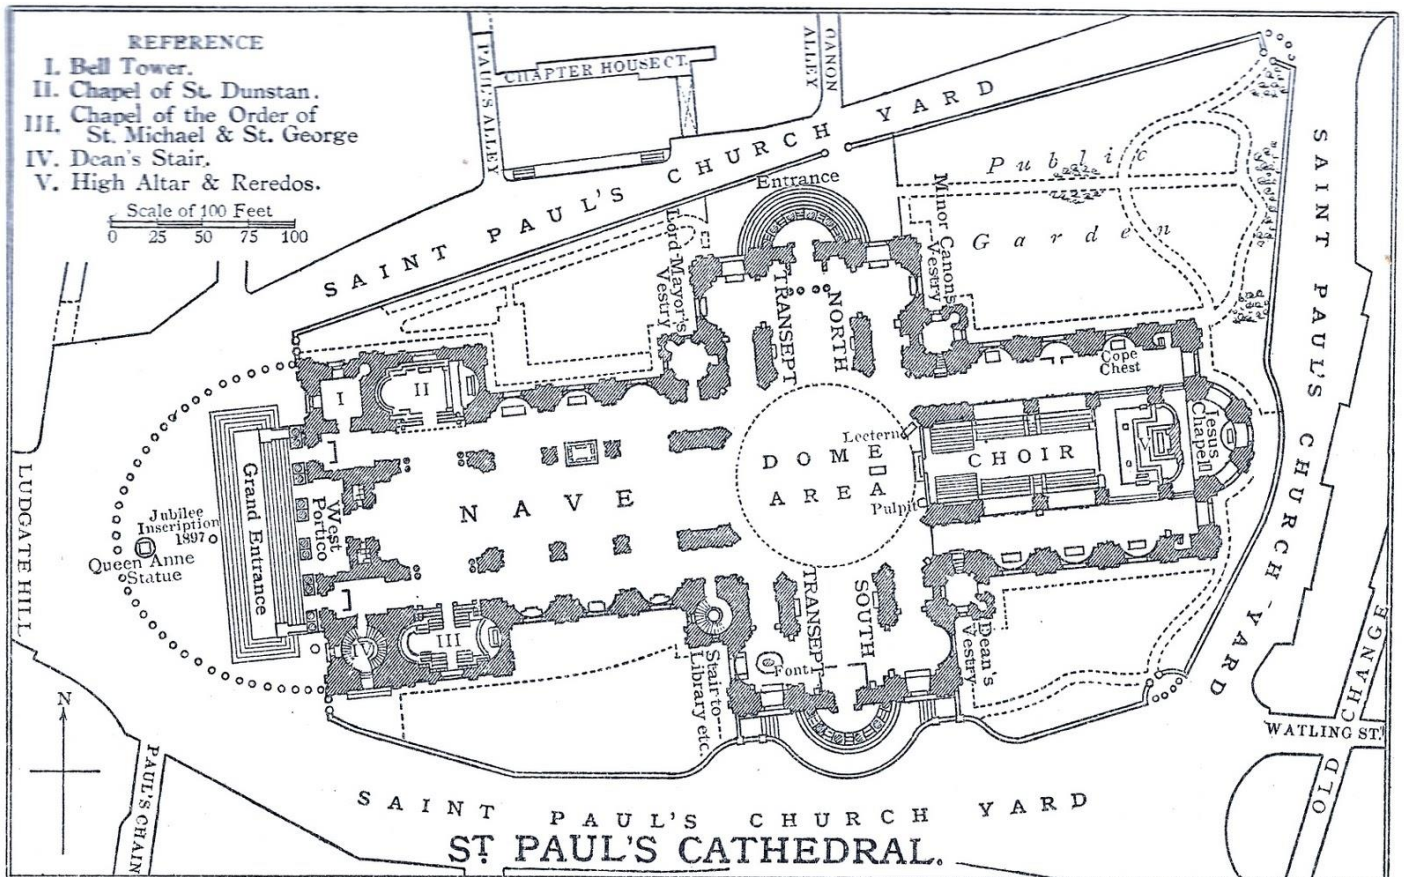 REFERENCE
I. Bell Tower.
II. Chapel of St. Dunstan.
III. Chapel of the Order of
St. Michael & St. George
IV. Dean's Stair.
V. High Altar & Reredos.
Scale of 100 Feet
0 25 50 75 100
PAUL'S ALLEY
CHAPTER HOUSE CT.
CANON
ALLEY
SAINT PAUL'S CHURCH YARD
Entrance
Public
Garden
Minor Canons
Vestry
Lord Mayor's
Vestry
NORTH
TRANSEPT
SAINT PAUL'S CHURCH-YARD
I
II
Cope
Chest
Jesus
Chapel
Lectern
DOME
AREA
Pulpit
CHOIR
V
NAVE
West
Portico
Grand Entrance
Jubilee
Inscription
1897
Queen Anne
Statue
LUDGATE HILL
III
IV
SOUTH
TRANSEPT
Font
Stair to
Library etc.
Dean's
Vestry
N
PAUL'S CHAIN
OLD CHANGE
WATLING ST.
SAINT PAUL'S CHURCH YARD
ST. PAUL'S CATHEDRAL.